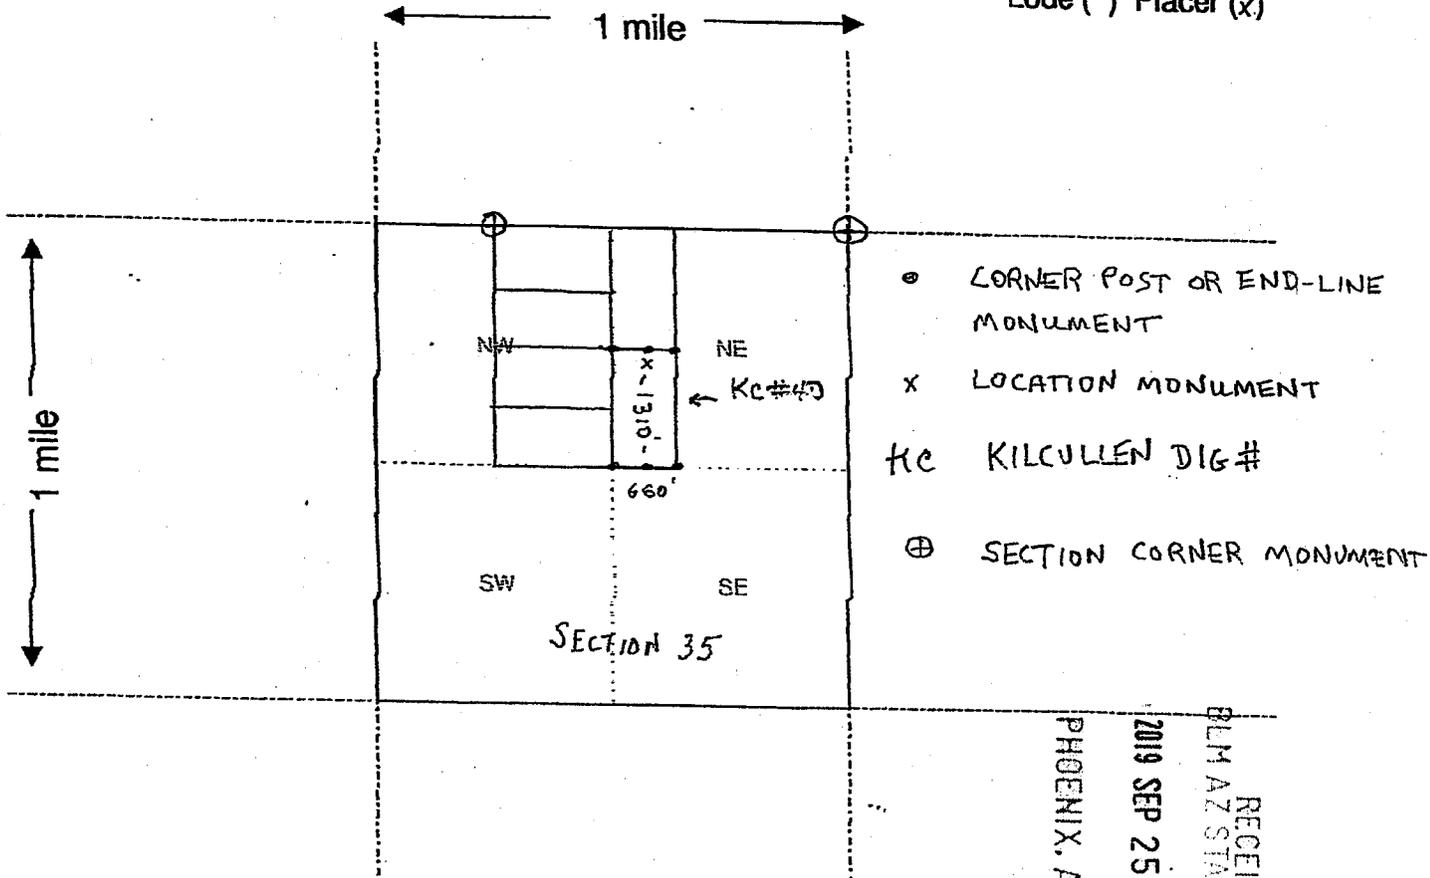 Lode ( ) Placer (x)
1 mile
1 mile
NW
NE
x ~1310'~
← KC #40
660'
SW
SE
SECTION 35
CORNER POST OR END-LINE
MONUMENT
x LOCATION MONUMENT
KC KILCULLEN DIG #
SECTION CORNER MONUMENT
BLM AZ STA
2019 SEP 25
PHOENIX, A